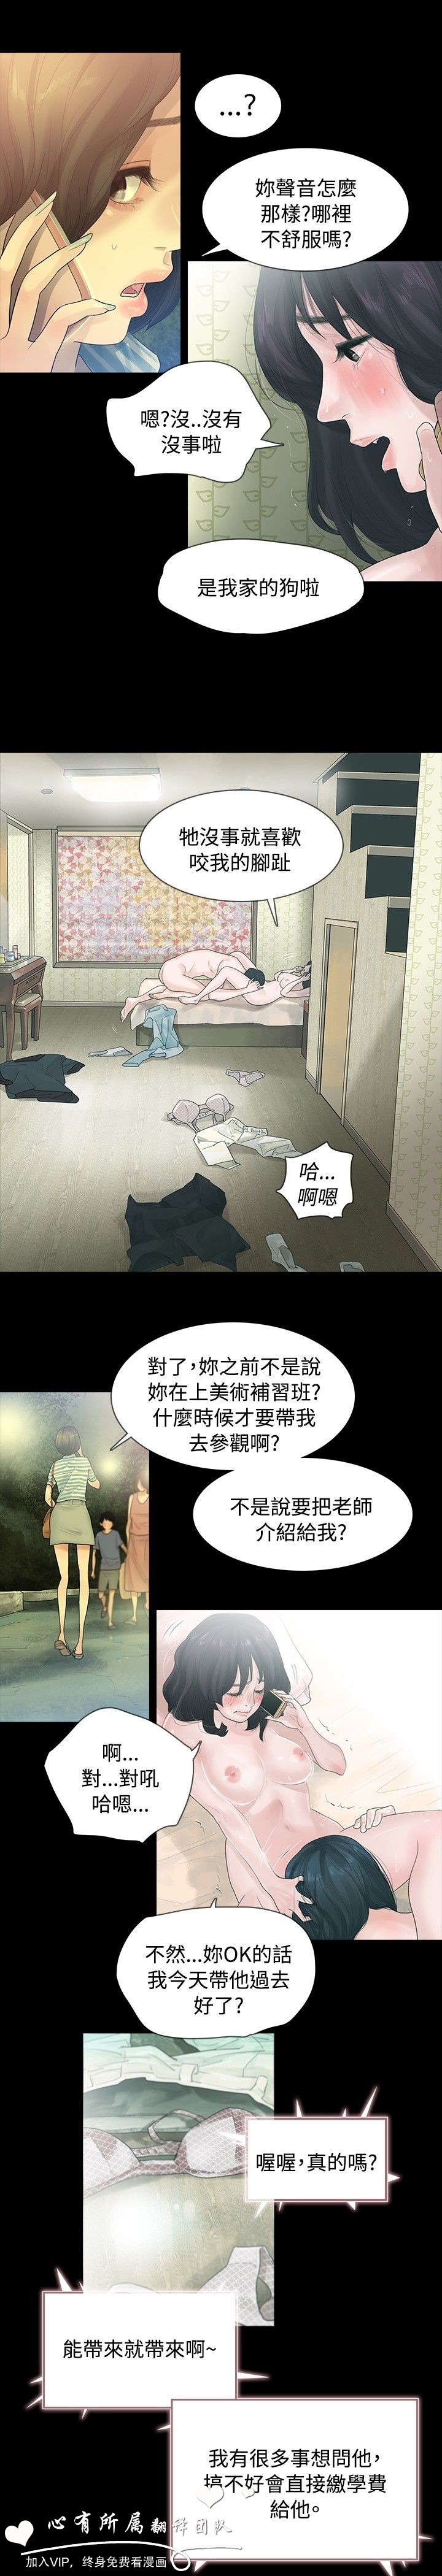 …?
妳聲音怎麼
那樣?哪裡
不舒服嗎?
嗯?沒..沒有
沒事啦
是我家的狗啦
牠沒事就喜歡
咬我的腳趾
哈…
啊嗯
對了,妳之前不是說
妳在上美術補習班?
什麼時候才要帶我
去參觀啊?
不是說要把老師
介紹給我?
啊…
對…對吼
哈嗯…
不然…妳OK的話
我今天帶他過去
好了?
喔喔,真的嗎?
能帶來就帶來啊~
我有很多事想問他,
搞不好會直接繳學費
給他。
心有所属翻译团队
加入VIP，终身免费看漫画